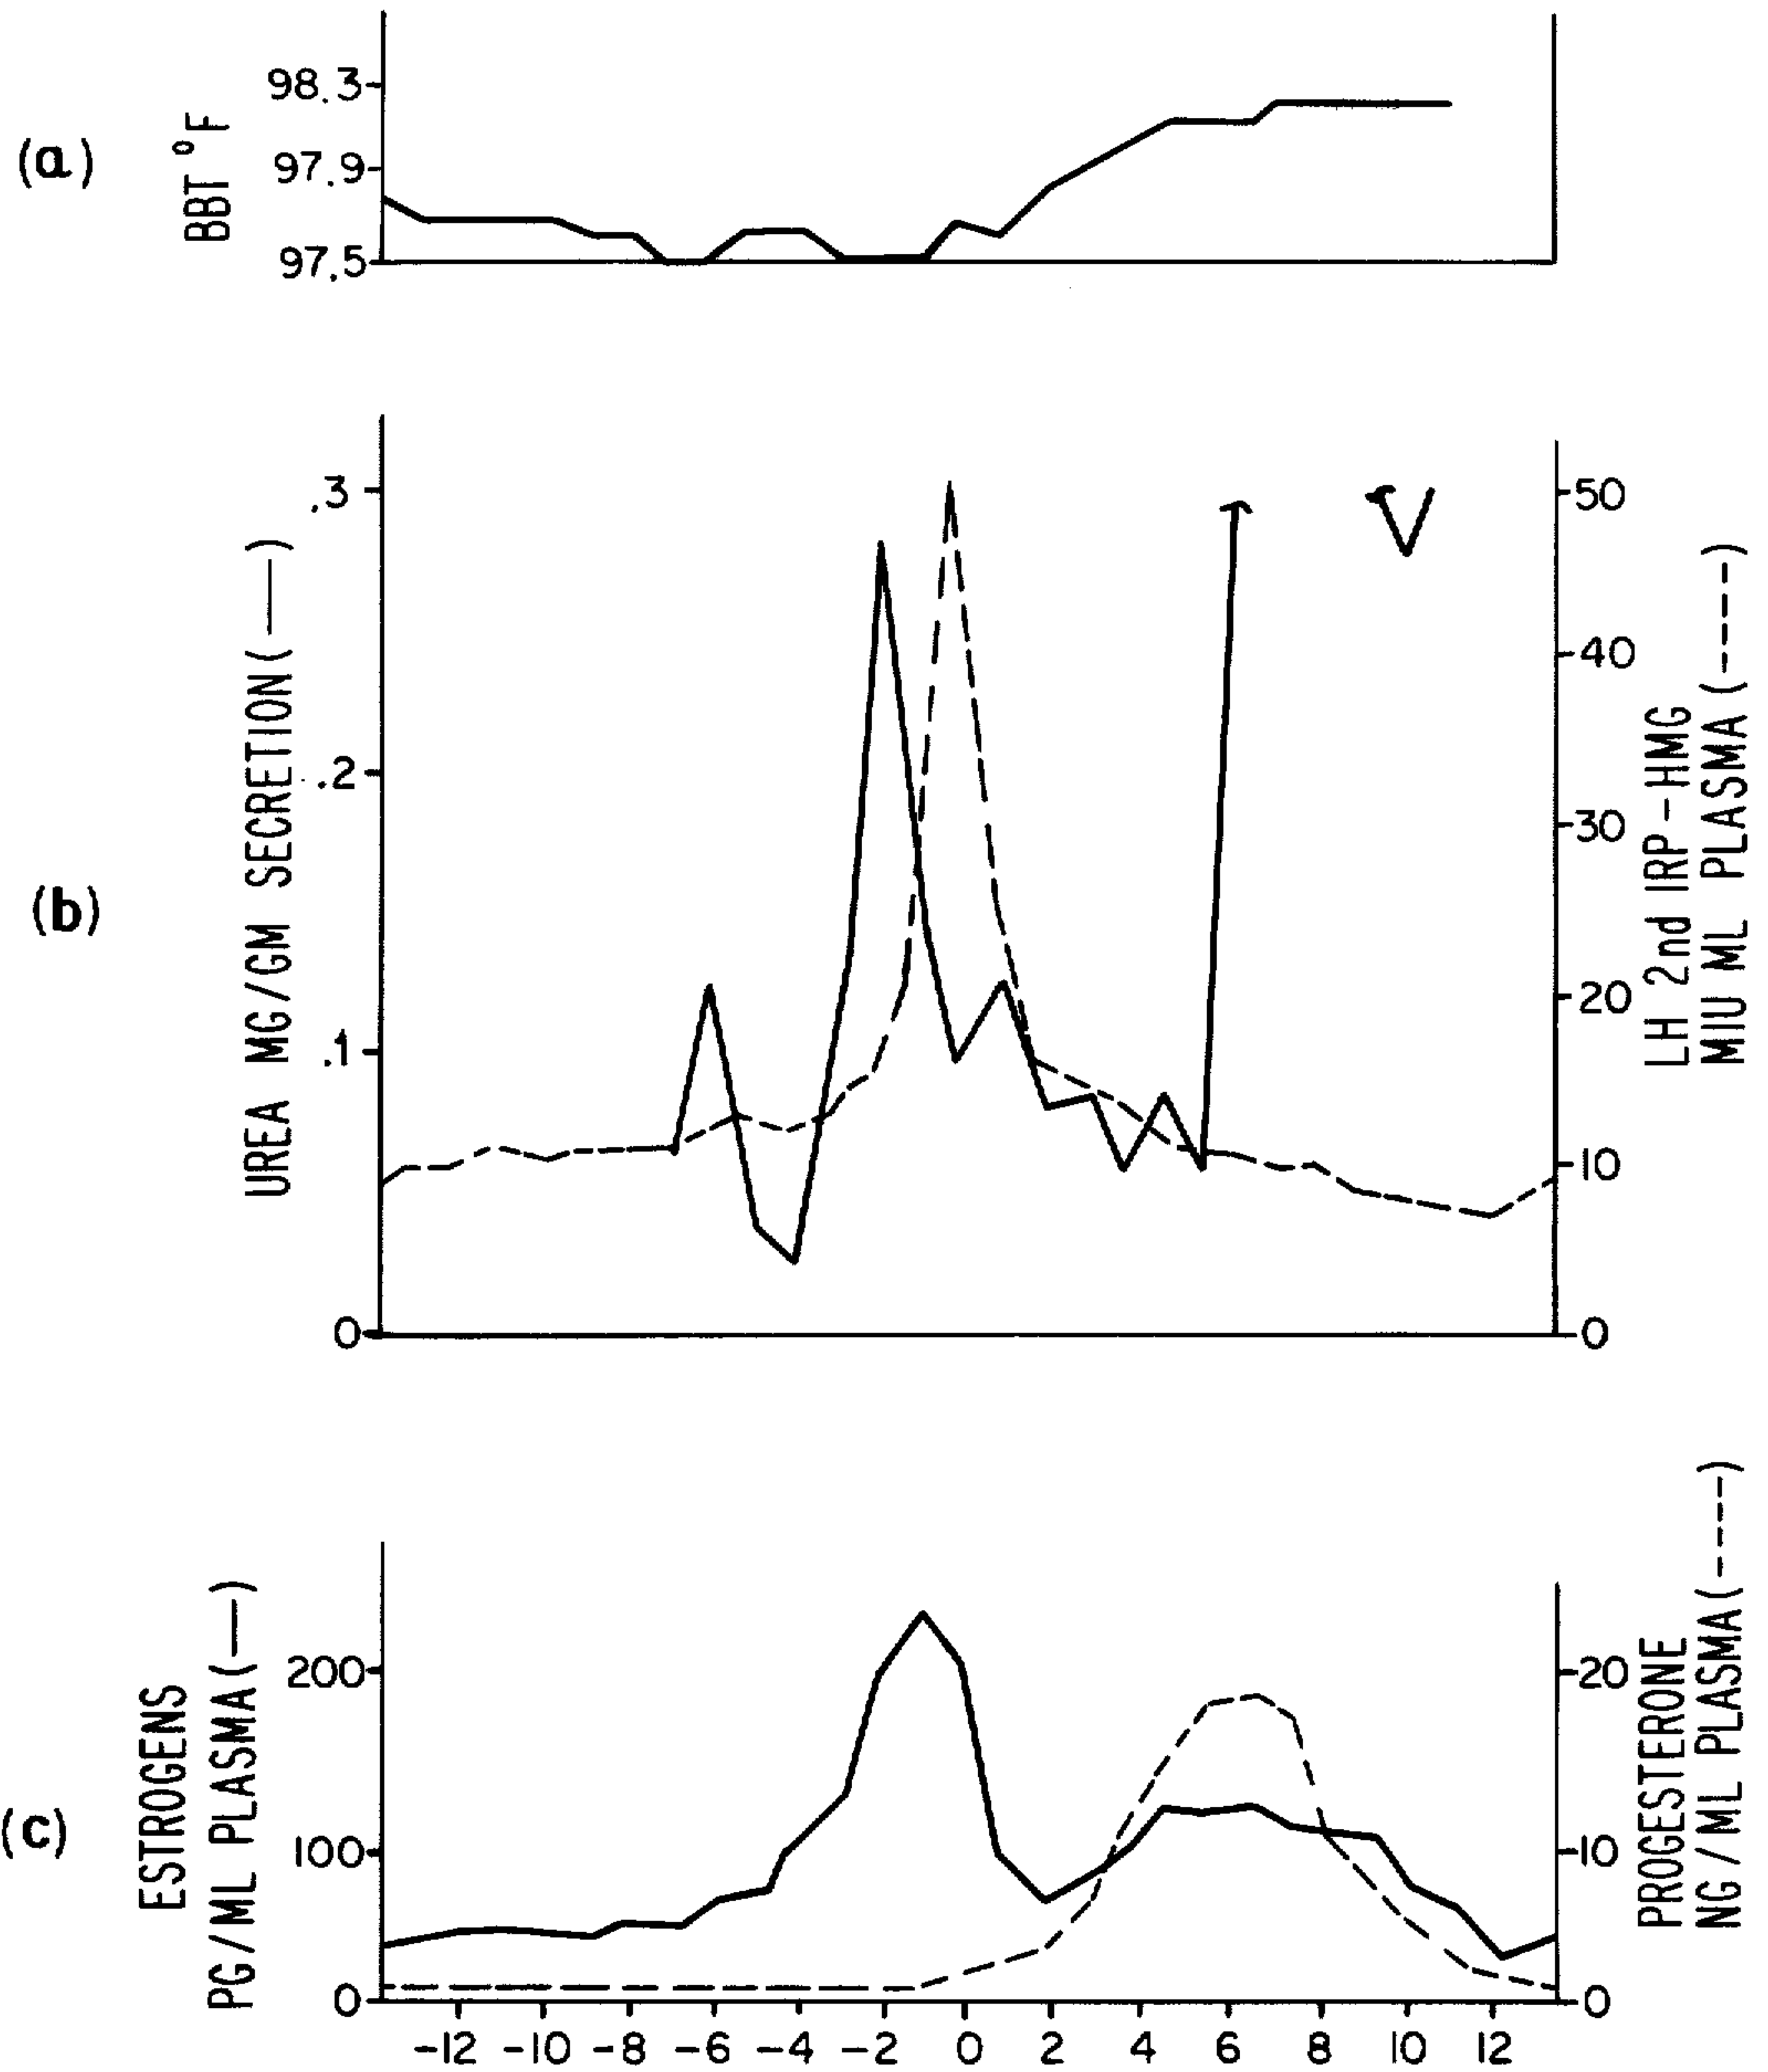 (a)
BBT °F
98.3
97.9
97.5
(b)
UREA MG/GM SECRETION (——)
.3
.2
.1
0
50
40
30
20
10
0
LH 2nd IRP-HMG
MIU ML PLASMA (----)
(c)
ESTROGENS
PG/ML PLASMA (—)
200
100
0
20
10
0
PROGESTERONE
NG/ML PLASMA (----)
-12 -10 -8 -6 -4 -2 0 2 4 6 8 10 12